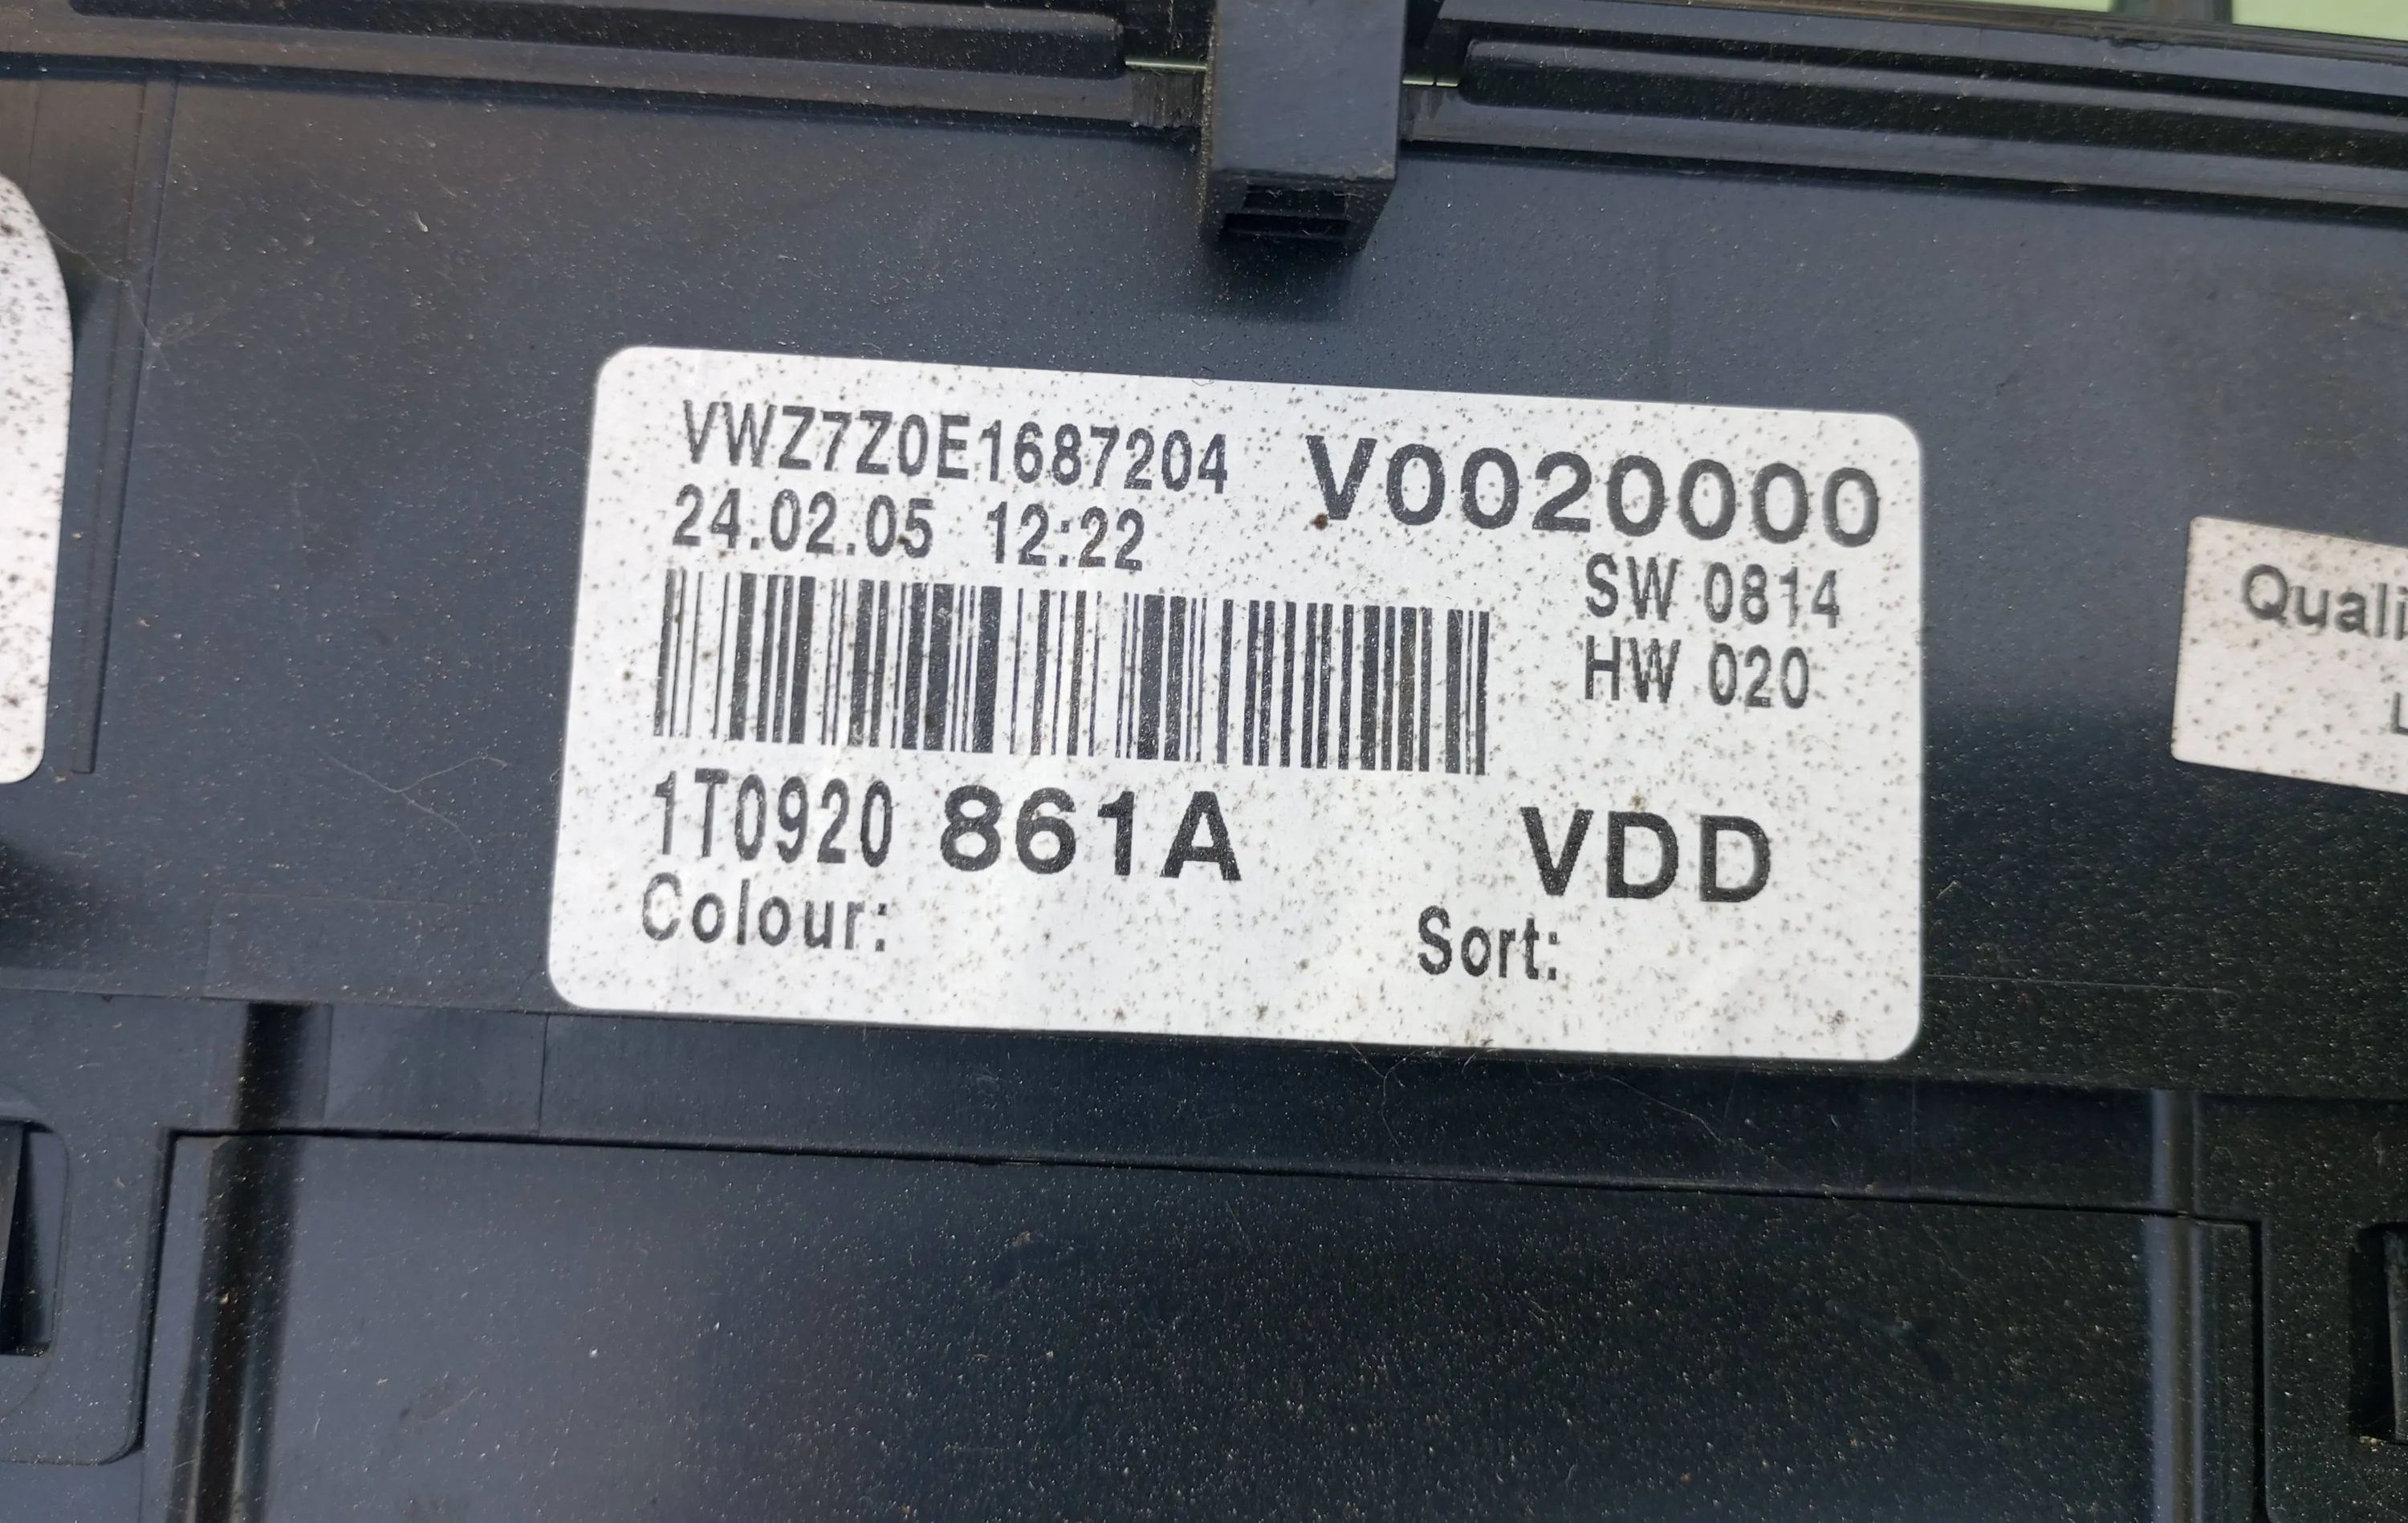 VWZ7Z0E1687204 V0020000
24.02.05 12:22
SW 0814
HW 020
1T0920 861A VDD
Colour: Sort:
Quali